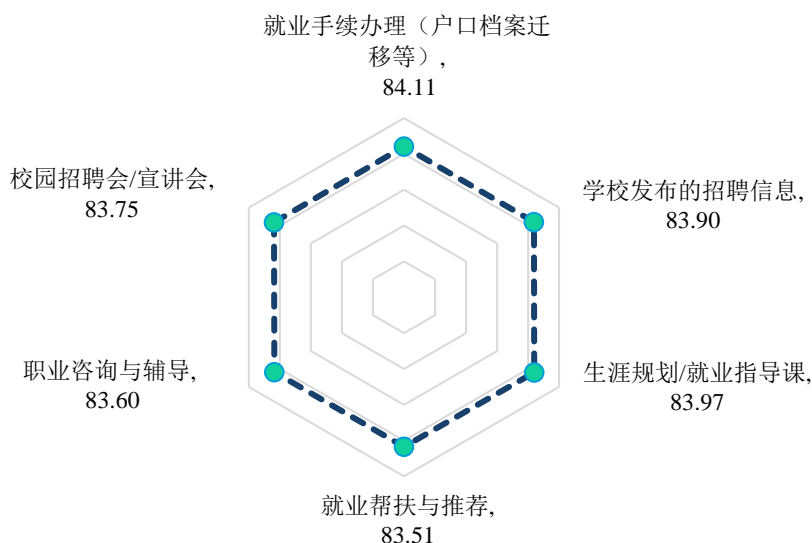 就业手续办理（户口档案迁
移等）,
84.11
校园招聘会/宣讲会,
83.75
学校发布的招聘信息,
83.90
职业咨询与辅导,
83.60
生涯规划/就业指导课,
83.97
就业帮扶与推荐,
83.51